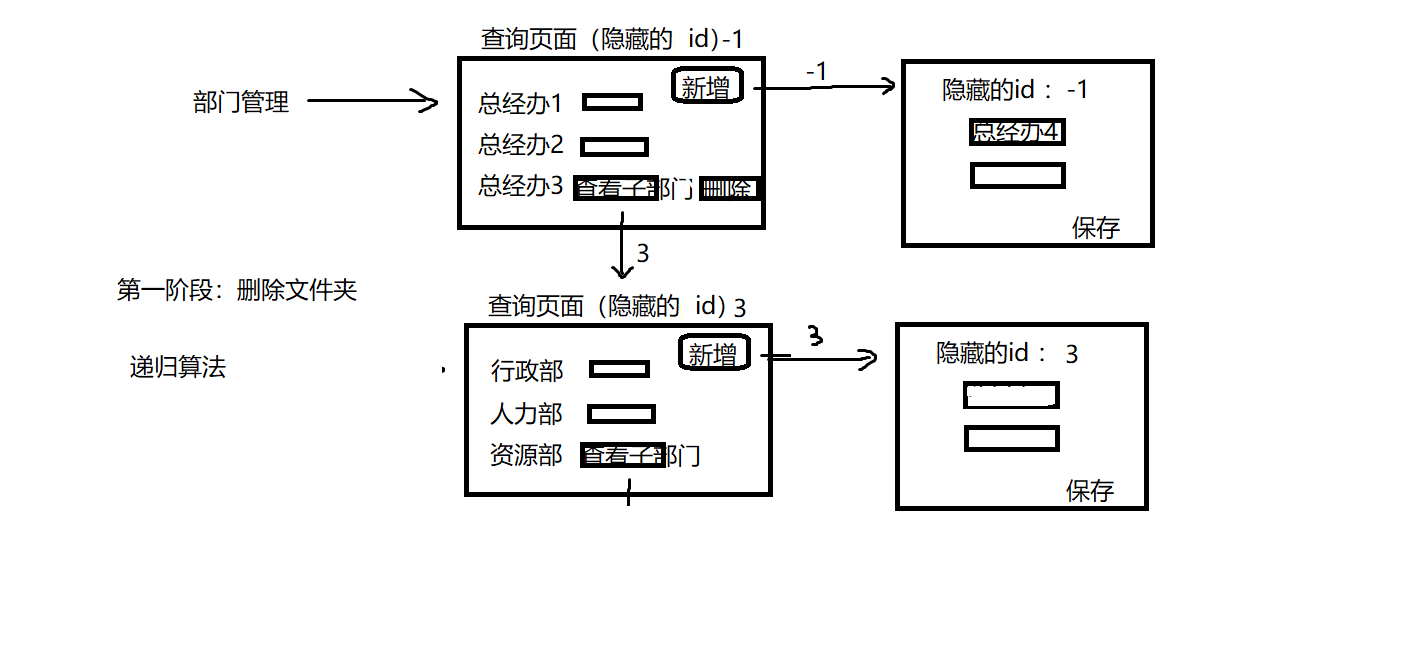 查询页面（隐藏的 id）-1
部门管理
新增
-1
总经办1
总经办2
总经办3 查看子部门 删除
隐藏的id： -1
总经办4
保存
3
第一阶段：删除文件夹
递归算法
查询页面（隐藏的 id）3
新增
3
行政部
人力部
资源部 查看子部门
隐藏的id： 3
保存